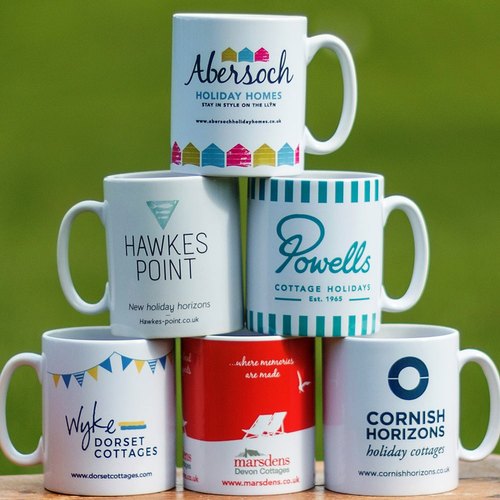 Abersoch
HOLIDAY HOMES
STAY IN STYLE ON THE LLŶN
www.abersochholidayhomes.co.uk
HAWKES
POINT
New holiday horizons
Hawkes-point.co.uk
Powells
COTTAGE HOLIDAYS
Est. 1965
Wyke
DORSET
COTTAGES
www.dorsetcottages.com
...where memories
are made
marsdens
Devon Cottages
www.marsdens.co.uk
CORNISH
HORIZONS
holiday cottages
www.cornishhorizons.co.uk